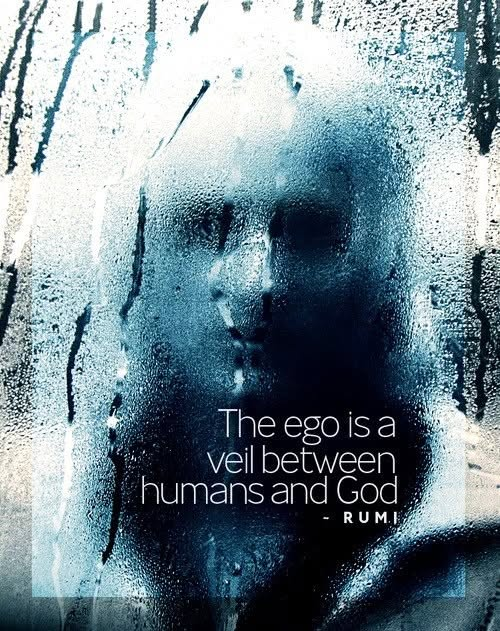 The ego is a
veil between
humans and God
~ RUMI